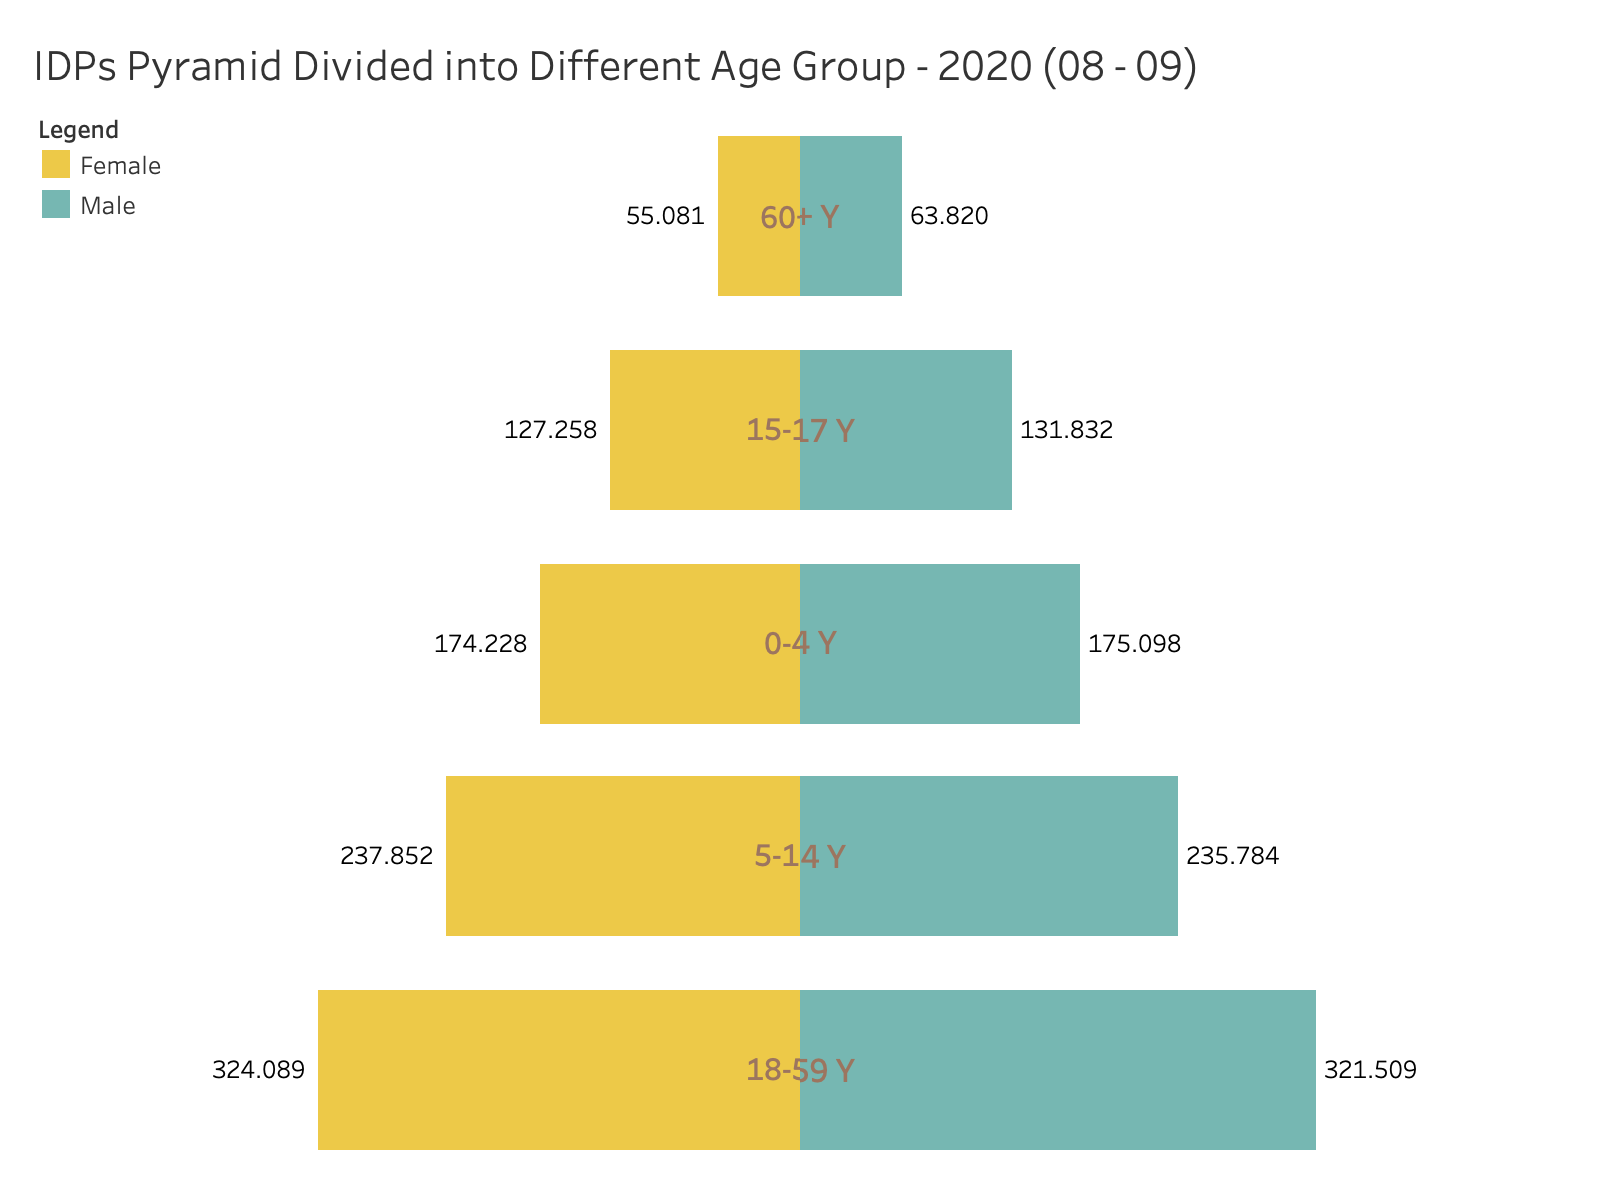 IDPs Pyramid Divided into Different Age Group - 2020 (08 - 09)
Legend
Female
Male
55.081 60+ Y 63.820
127.258 15-17 Y 131.832
174.228 0-4 Y 175.098
237.852 5-14 Y 235.784
324.089 18-59 Y 321.509